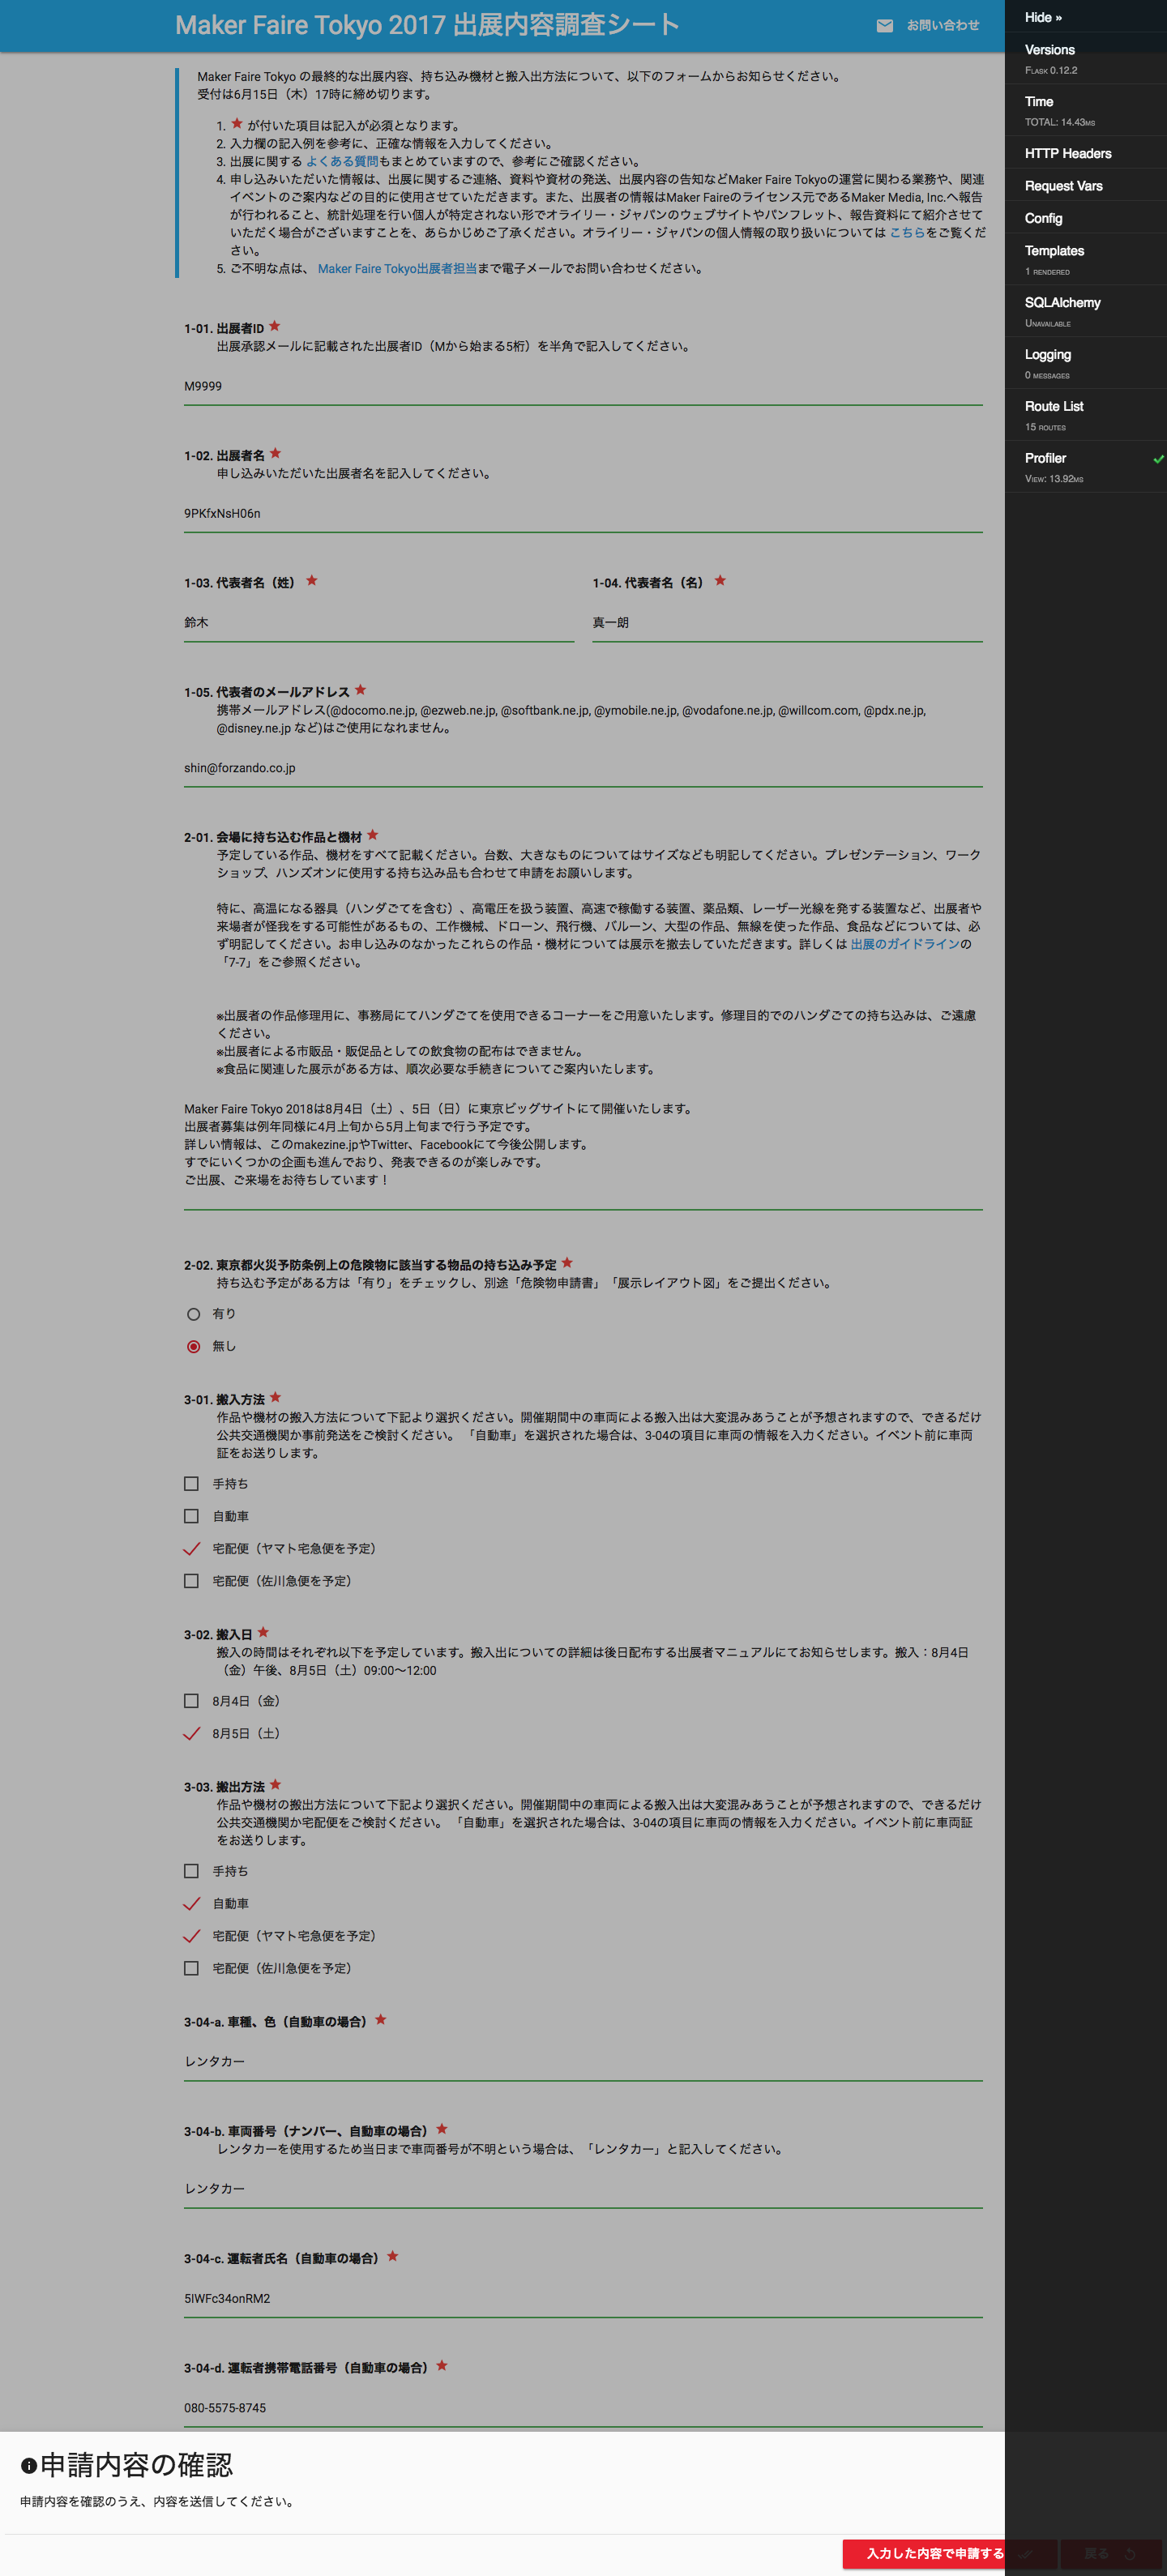 Maker Faire Tokyo 2017 出展内容調査シート
お問い合わせ
Maker Faire Tokyo の最終的な出展内容、持ち込み機材と搬入出方法について、以下のフォームからお知らせください。
受付は6月15日（木）17時に締め切ります。
1. ★ が付いた項目は記入が必須となります。
2. 入力欄の記入例を参考に、正確な情報を入力してください。
3. 出展に関する よくある質問もまとめていますので、参考にご確認ください。
4. 申し込みいただいた情報は、出展に関するご連絡、資料や資材の発送、出展内容の告知などMaker Faire Tokyoの運営に関わる業務や、関連
イベントのご案内などの目的に使用させていただきます。また、出展者の情報はMaker Faireのライセンス元であるMaker Media, Inc.へ報告
が行われること、統計処理を行い個人が特定されない形でオライリー・ジャパンのウェブサイトやパンフレット、報告資料にて紹介させて
いただく場合がございますことを、あらかじめご了承ください。オライリー・ジャパンの個人情報の取り扱いについては こちらをご覧くだ
さい。
5. ご不明な点は、 Maker Faire Tokyo出展者担当まで電子メールでお問い合わせください。
1-01. 出展者ID ★
出展承認メールに記載された出展者ID（Mから始まる5桁）を半角で記入してください。
M9999
1-02. 出展者名 ★
申し込みいただいた出展者名を記入してください。
9PKfxNsH06n
1-03. 代表者名（姓） ★
1-04. 代表者名（名） ★
鈴木
真一朗
1-05. 代表者のメールアドレス ★
携帯メールアドレス(@docomo.ne.jp, @ezweb.ne.jp, @softbank.ne.jp, @ymobile.ne.jp, @vodafone.ne.jp, @willcom.com, @pdx.ne.jp,
@disney.ne.jp など)はご使用になれません。
shin@forzando.co.jp
2-01. 会場に持ち込む作品と機材 ★
予定している作品、機材をすべて記載ください。台数、大きなものについてはサイズなども明記してください。プレゼンテーション、ワーク
ショップ、ハンズオンに使用する持ち込み品も合わせて申請をお願いします。
特に、高温になる器具（ハンダごてを含む）、高電圧を扱う装置、高速で稼働する装置、薬品類、レーザー光線を発する装置など、出展者や
来場者が怪我をする可能性があるもの、工作機械、ドローン、飛行機、バルーン、大型の作品、無線を使った作品、食品などについては、必
ず明記してください。お申し込みのなかったこれらの作品・機材については展示を撤去していただきます。詳しくは 出展のガイドラインの
「7-7」をご参照ください。
※出展者の作品修理用に、事務局にてハンダごてを使用できるコーナーをご用意いたします。修理目的でのハンダごての持ち込みは、ご遠慮
ください。
※出展者による市販品・販促品としての飲食物の配布はできません。
※食品に関連した展示がある方は、順次必要な手続きについてご案内いたします。
Maker Faire Tokyo 2018は8月4日（土）、5日（日）に東京ビッグサイトにて開催いたします。
出展者募集は例年同様に4月上旬から5月上旬まで行う予定です。
詳しい情報は、このmakezine.jpやTwitter、Facebookにて今後公開します。
すでにいくつかの企画も進んでおり、発表できるのが楽しみです。
ご出展、ご来場をお待ちしています！
2-02. 東京都火災予防条例上の危険物に該当する物品の持ち込み予定 ★
持ち込む予定がある方は「有り」をチェックし、別途「危険物申請書」「展示レイアウト図」をご提出ください。
有り
無し
3-01. 搬入方法 ★
作品や機材の搬入方法について下記より選択ください。開催期間中の車両による搬入出は大変混みあうことが予想されますので、できるだけ
公共交通機関か事前発送をご検討ください。「自動車」を選択された場合は、3-04の項目に車両の情報を入力ください。イベント前に車両
証をお送りします。
手持ち
自動車
宅配便（ヤマト宅急便を予定）
宅配便（佐川急便を予定）
3-02. 搬入日 ★
搬入の時間はそれぞれ以下を予定しています。搬入出についての詳細は後日配布する出展者マニュアルにてお知らせします。搬入：8月4日
（金）午後、8月5日（土）09:00〜12:00
8月4日（金）
8月5日（土）
3-03. 搬出方法 ★
作品や機材の搬出方法について下記より選択ください。開催期間中の車両による搬入出は大変混みあうことが予想されますので、できるだけ
公共交通機関か宅配便をご検討ください。「自動車」を選択された場合は、3-04の項目に車両の情報を入力ください。イベント前に車両証
をお送りします。
手持ち
自動車
宅配便（ヤマト宅急便を予定）
宅配便（佐川急便を予定）
3-04-a. 車種、色（自動車の場合） ★
レンタカー
3-04-b. 車両番号（ナンバー、自動車の場合） ★
レンタカーを使用するため当日まで車両番号が不明という場合は、「レンタカー」と記入してください。
レンタカー
3-04-c. 運転者氏名（自動車の場合） ★
5IWFc34onRM2
3-04-d. 運転者携帯電話番号（自動車の場合） ★
080-5575-8745
申請内容の確認
申請内容を確認のうえ、内容を送信してください。
入力した内容で申請する
戻る
Hide »
Versions
Flask 0.12.2
Time
TOTAL: 14.43ms
HTTP Headers
Request Vars
Config
Templates
1 rendered
SQLAlchemy
Unavailable
Logging
0 messages
Route List
15 routes
Profiler
View: 13.92ms